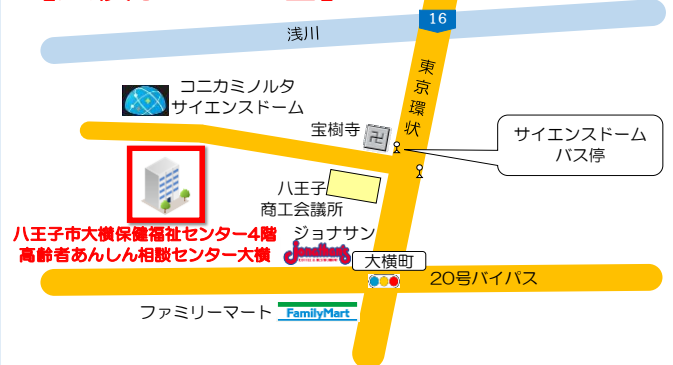 16
浅川
東京環状
コニカミノルタ
サイエンスドーム
宝樹寺
サイエンスドーム
バス停
八王子
商工会議所
八王子市大横保健福祉センター4階
高齢者あんしん相談センター大横
ジョナサン
Jonathan's
大横町
20号バイパス
ファミリーマート
FamilyMart